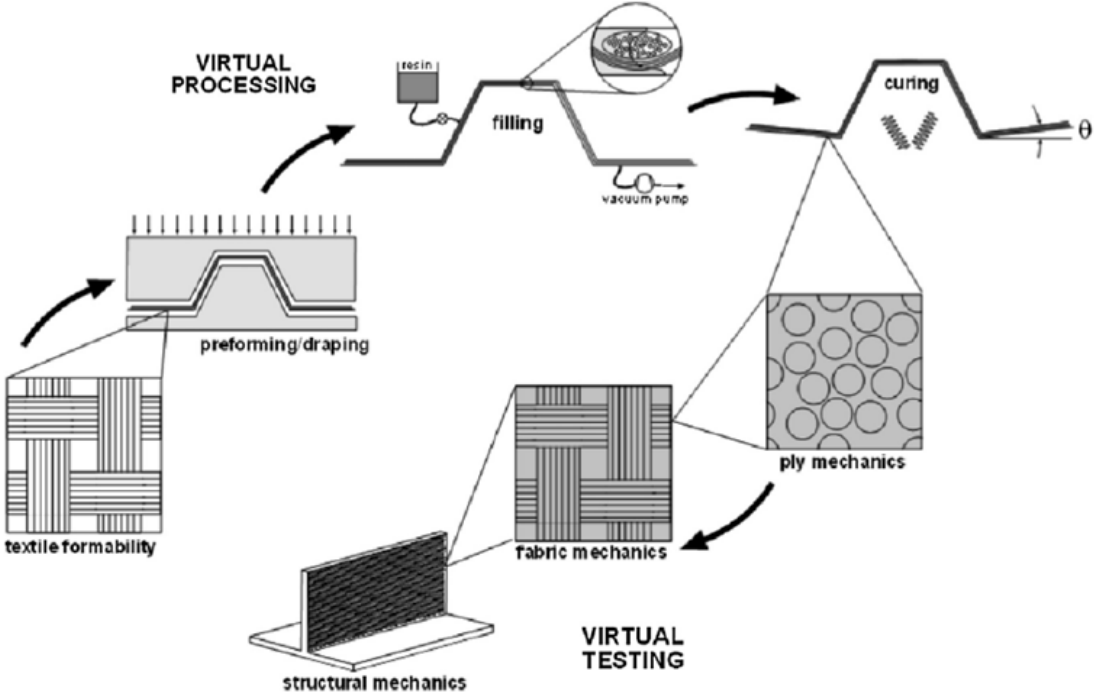 VIRTUAL
PROCESSING
resin
filling
vacuum pump
curing
θ
preforming/draping
textile formability
ply mechanics
fabric mechanics
structural mechanics
VIRTUAL
TESTING